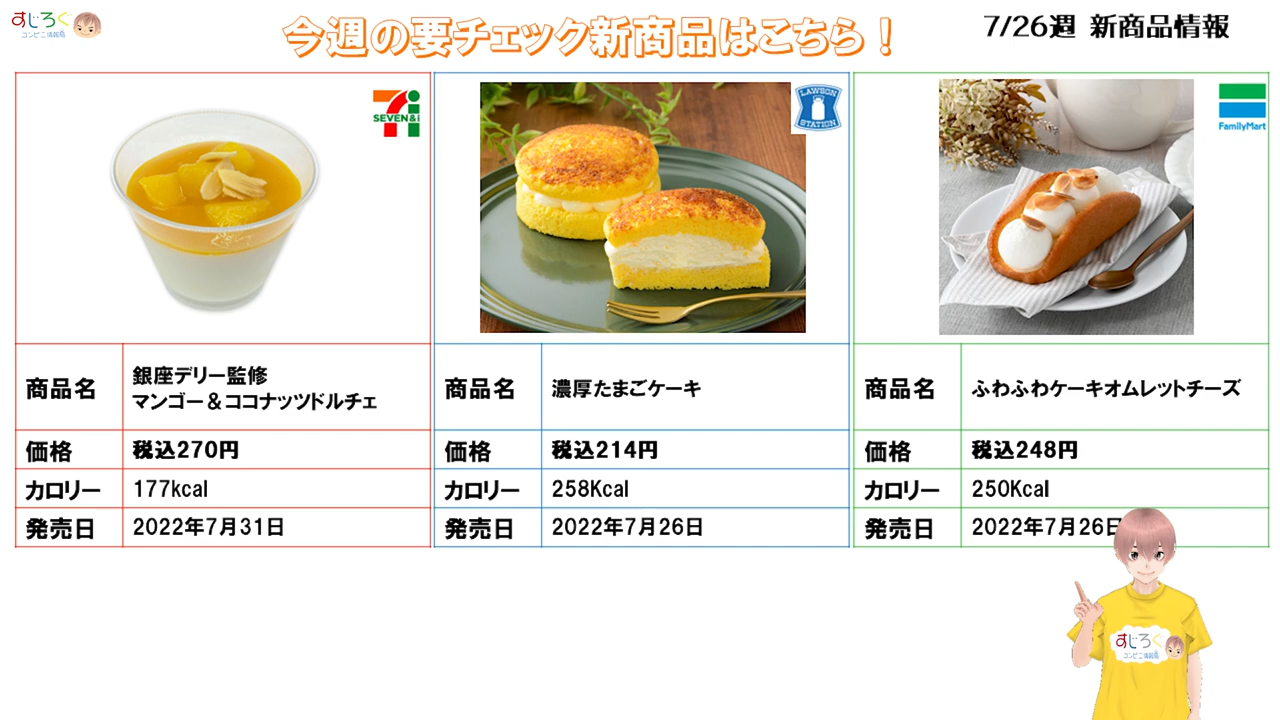 すじろく
コンビニ情報局
今週の要チェック新商品はこちら！
7/26週 新商品情報
SEVEN&i
商品名
銀座デリー監修
マンゴー＆ココナッツドルチェ
価格
税込270円
カロリー
177kcal
発売日
2022年7月31日
LAWSON
STATION
商品名
濃厚たまごケーキ
価格
税込214円
カロリー
258Kcal
発売日
2022年7月26日
FamilyMart
商品名
ふわふわケーキオムレットチーズ
価格
税込248円
カロリー
250Kcal
発売日
2022年7月26日
すじろく
コンビニ情報局